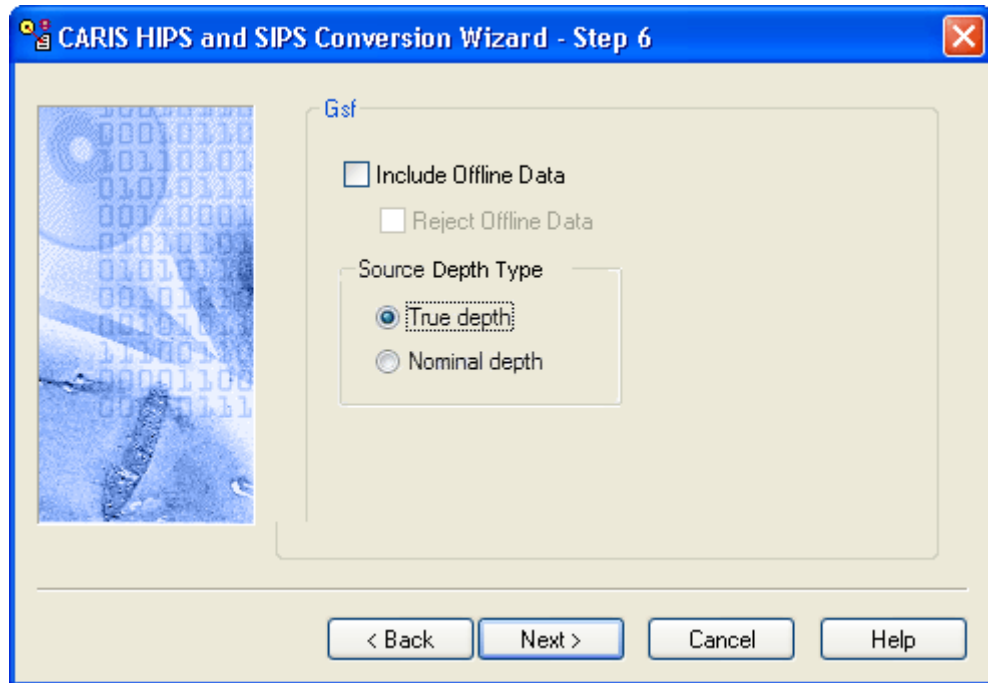 CARIS HIPS and SIPS Conversion Wizard - Step 6
Gsf
Include Offline Data
Reject Offline Data
Source Depth Type
True depth
Nominal depth
< Back
Next >
Cancel
Help